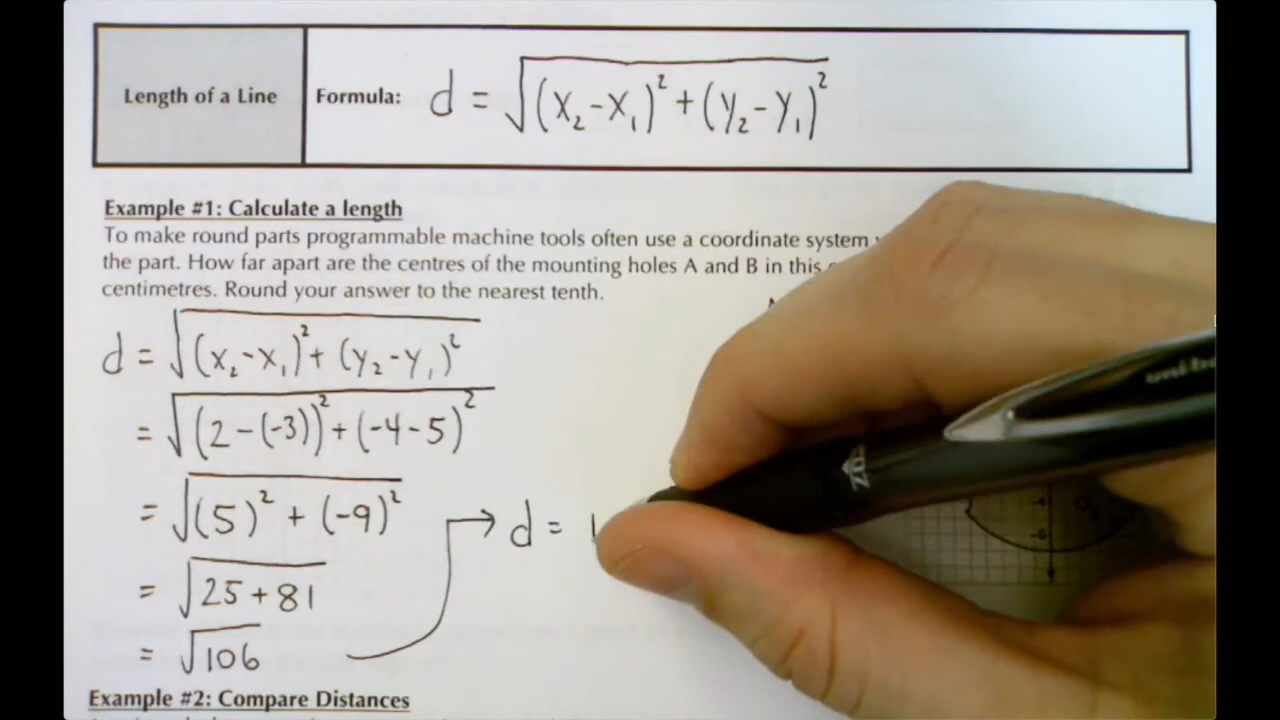 Length of a Line
Formula: d = √(x₂-x₁)² + (y₂-y₁)²
Example #1: Calculate a length
To make round parts programmable machine tools often use a coordinate system
the part. How far apart are the centres of the mounting holes A and B in this
centimetres. Round your answer to the nearest tenth.
d = √(x₂-x₁)² + (y₂-y₁)²
= √(2-(-3))² + (-4-5)²
= √(5)² + (-9)²
→ d =
= √25+81
= √106
-4
-6
Example #2: Compare Distances